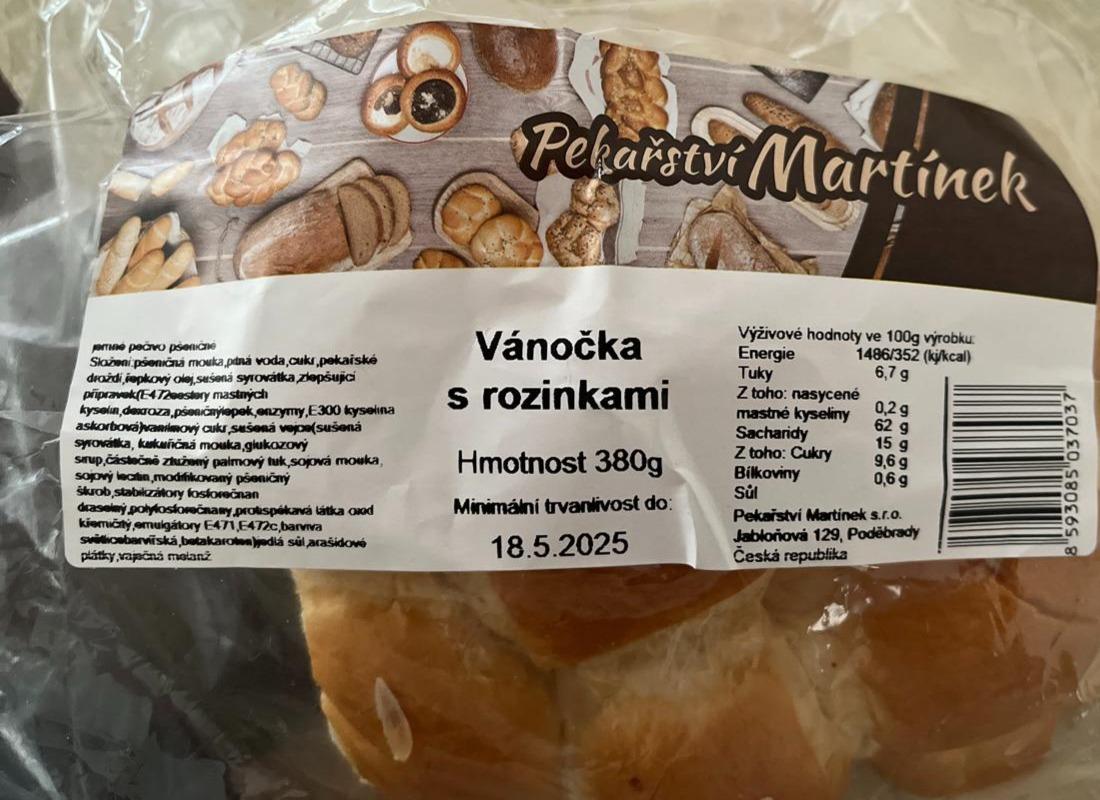 Pekařství Martínek
jemné pečivo pšeničné
Složení:pšeničná mouka,pitná voda,cukr,pekařské
droždí,řepkový olej,sušená syrovátka,zlepšující
přípravek(E472eestery mastných
kyselin,dexroza,pšeničnýlepek,enzymy,E300 kyselina
askorbová)vanilinový cukr,sušená vejce(sušená
syrovátka, kukuřičná mouka,glukozový
sirup,částečně ztužený palmový tuk,sojová mouka,
sojový lecitin,modifikovaný pšeničný
škrob,stabilizátory fosforečnan
draselný,polyfosforečnany,protispékavá látka oxid
křemičitý,emulgátory E471,E472c,barviva
světlicebarvířská,betakaroten)jedlá sůl,arašidové
plátky,vaječná melanž
Vánočka
s rozinkami
Hmotnost 380g
Minimální trvanlivost do:
18.5.2025
Výživové hodnoty ve 100g výrobku:
Energie 1486/352 (kj/kcal)
Tuky 6,7 g
Z toho: nasycené
mastné kyseliny 0,2 g
Sacharidy 62 g
Z toho: Cukry 15 g
Bílkoviny 9,6 g
Sůl 0,6 g
Pekařství Martínek s.r.o.
Jabloňová 129, Poděbrady
Česká republika
8 593085 037037